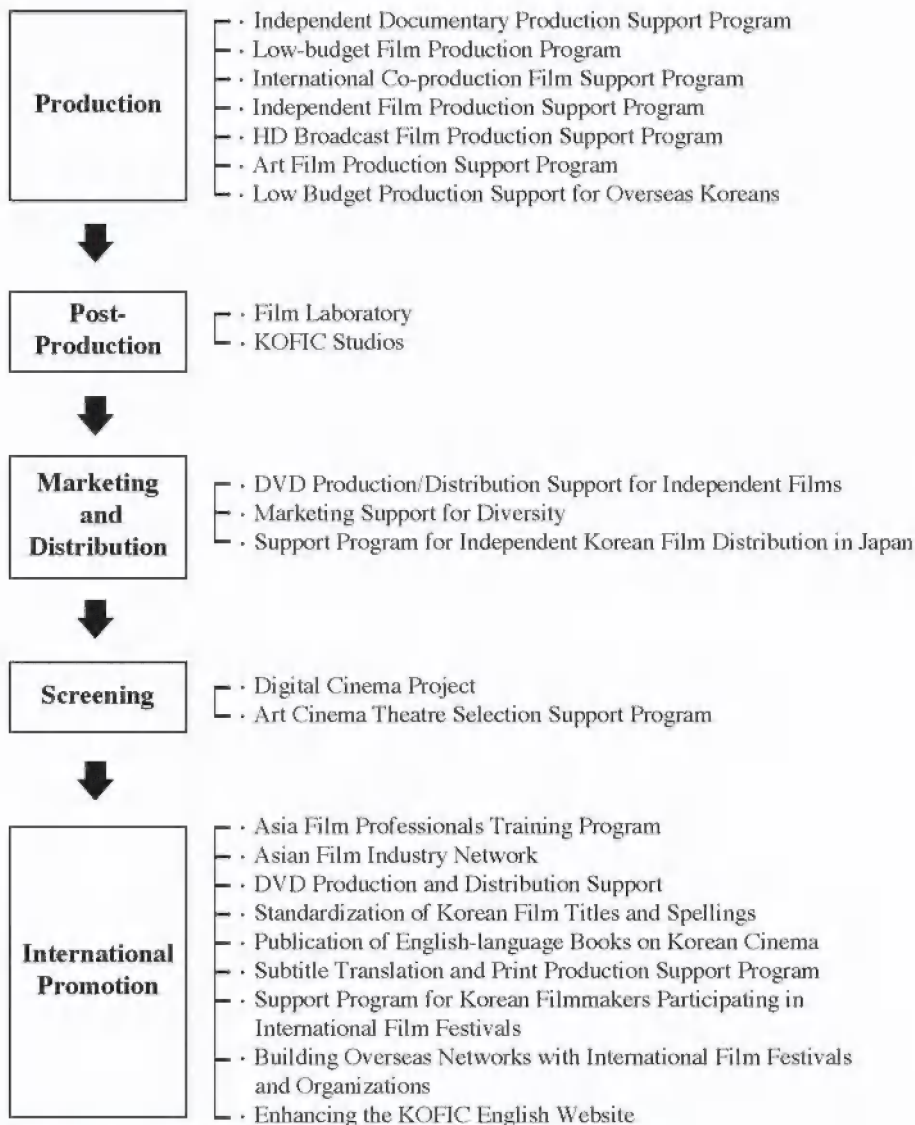 Production
· Independent Documentary Production Support Program
· Low-budget Film Production Program
· International Co-production Film Support Program
· Independent Film Production Support Program
· HD Broadcast Film Production Support Program
· Art Film Production Support Program
· Low Budget Production Support for Overseas Koreans
Post-
Production
· Film Laboratory
· KOFIC Studios
Marketing
and
Distribution
· DVD Production/Distribution Support for Independent Films
· Marketing Support for Diversity
· Support Program for Independent Korean Film Distribution in Japan
Screening
· Digital Cinema Project
· Art Cinema Theatre Selection Support Program
International
Promotion
· Asia Film Professionals Training Program
· Asian Film Industry Network
· DVD Production and Distribution Support
· Standardization of Korean Film Titles and Spellings
· Publication of English-language Books on Korean Cinema
· Subtitle Translation and Print Production Support Program
· Support Program for Korean Filmmakers Participating in
International Film Festivals
· Building Overseas Networks with International Film Festivals
and Organizations
· Enhancing the KOFIC English Website